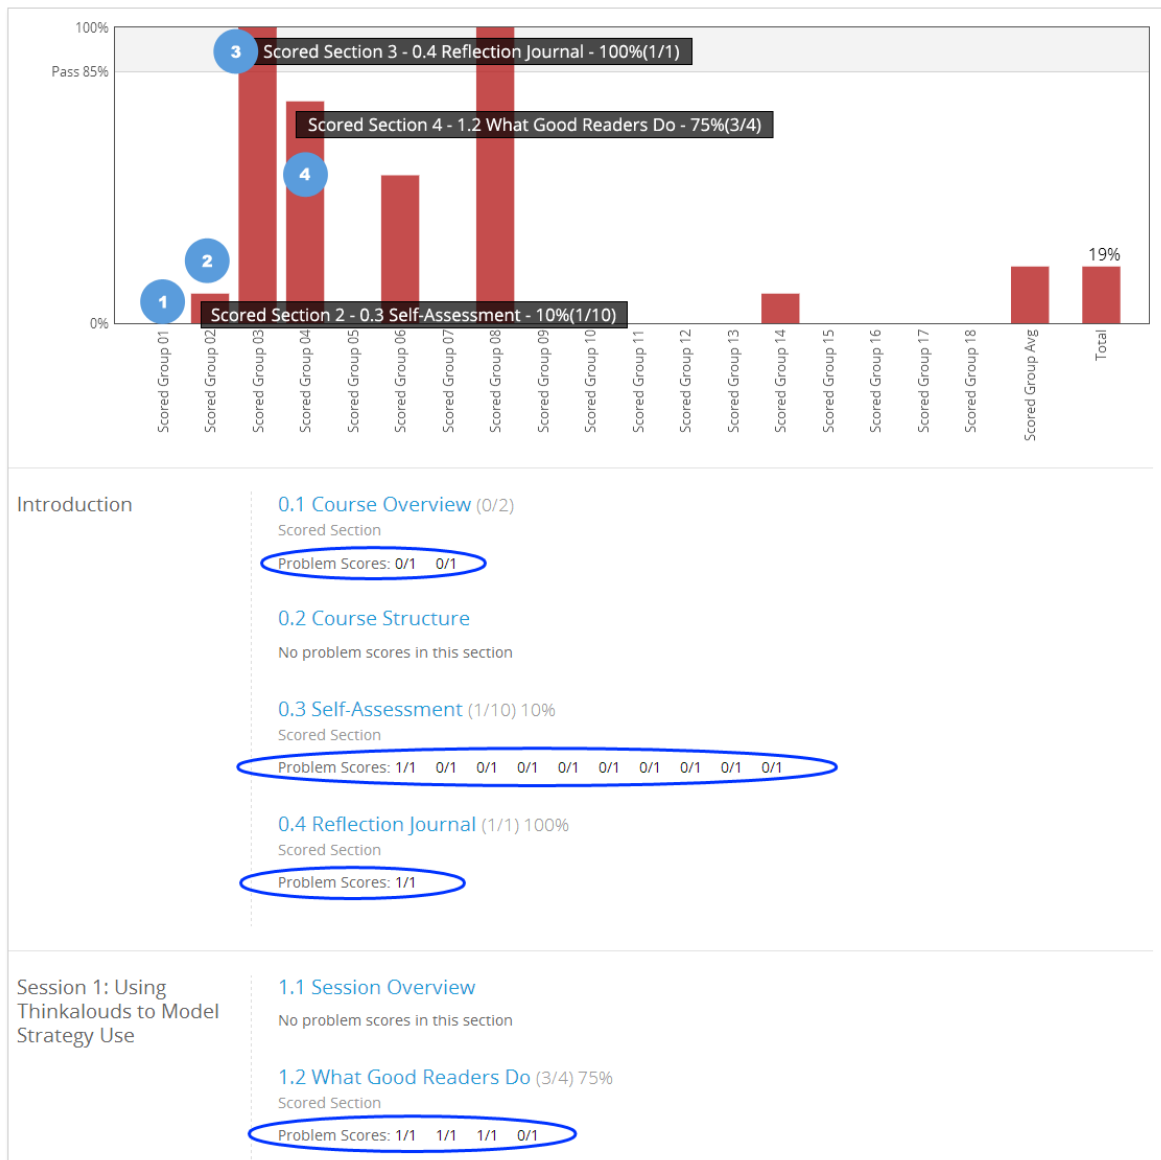 100%
3
Scored Section 3 - 0.4 Reflection Journal - 100%(1/1)
Pass 85%
Scored Section 4 - 1.2 What Good Readers Do - 75%(3/4)
4
2
1
19%
Scored Section 2 - 0.3 Self-Assessment - 10%(1/10)
0%
Scored Group 01
Scored Group 02
Scored Group 03
Scored Group 04
Scored Group 05
Scored Group 06
Scored Group 07
Scored Group 08
Scored Group 09
Scored Group 10
Scored Group 11
Scored Group 12
Scored Group 13
Scored Group 14
Scored Group 15
Scored Group 16
Scored Group 17
Scored Group 18
Scored Group Avg
Total
Introduction
0.1 Course Overview (0/2)
Scored Section
Problem Scores: 0/1 0/1
0.2 Course Structure
No problem scores in this section
0.3 Self-Assessment (1/10) 10%
Scored Section
Problem Scores: 1/1 0/1 0/1 0/1 0/1 0/1 0/1 0/1 0/1 0/1
0.4 Reflection Journal (1/1) 100%
Scored Section
Problem Scores: 1/1
Session 1: Using
Thinkalouds to Model
Strategy Use
1.1 Session Overview
No problem scores in this section
1.2 What Good Readers Do (3/4) 75%
Scored Section
Problem Scores: 1/1 1/1 1/1 0/1